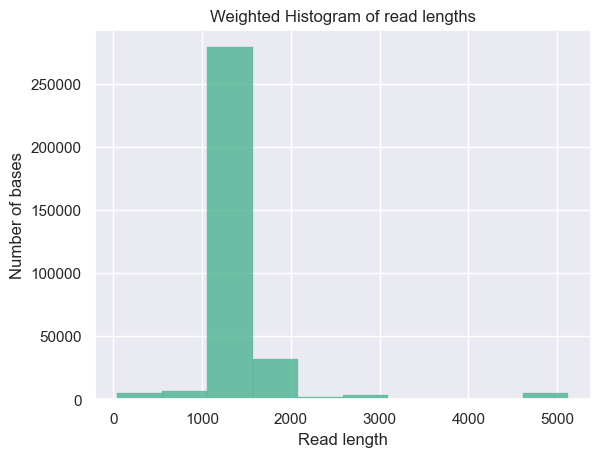 Weighted Histogram of read lengths
Number of bases
250000
200000
150000
100000
50000
0
0 1000 2000 3000 4000 5000
Read length